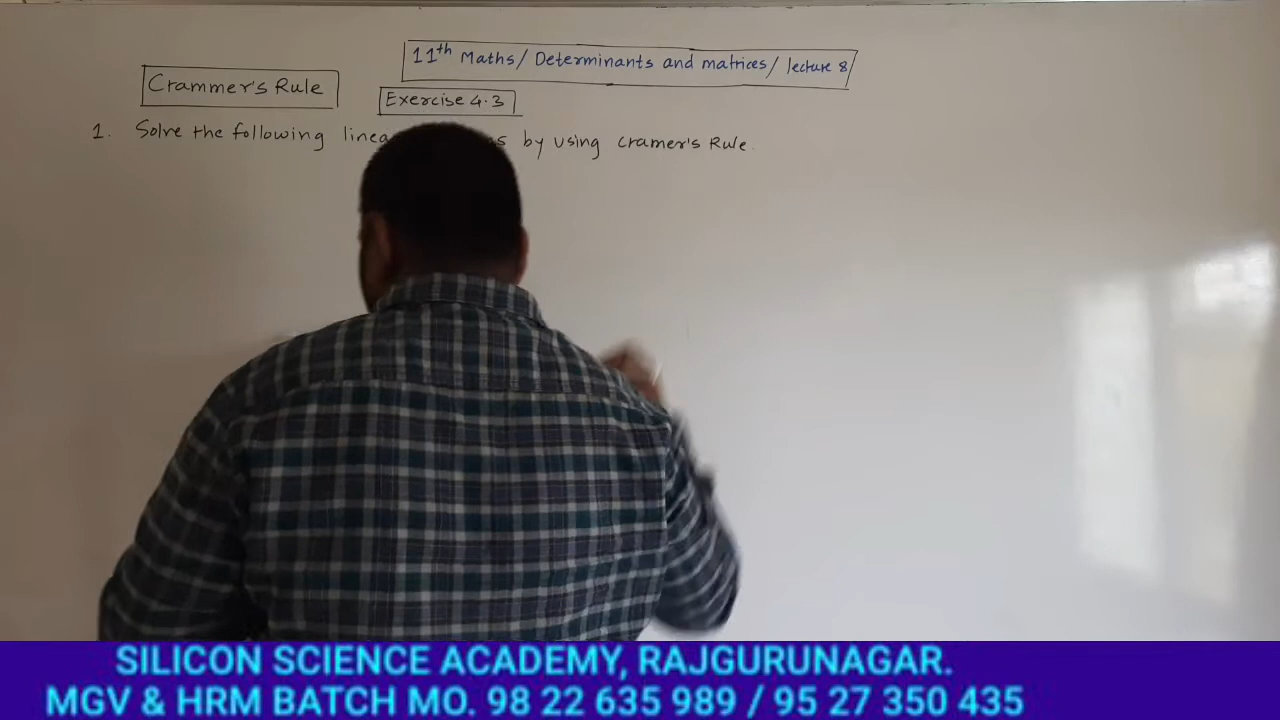 11th Maths/ Determinants and matrices/ lecture 8/
Crammer's Rule
Exercise 4.3
1. Solve the following linea s by using Cramer's Rule.
SILICON SCIENCE ACADEMY, RAJGURUNAGAR.
MGV & HRM BATCH MO. 98 22 635 989 / 95 27 350 435